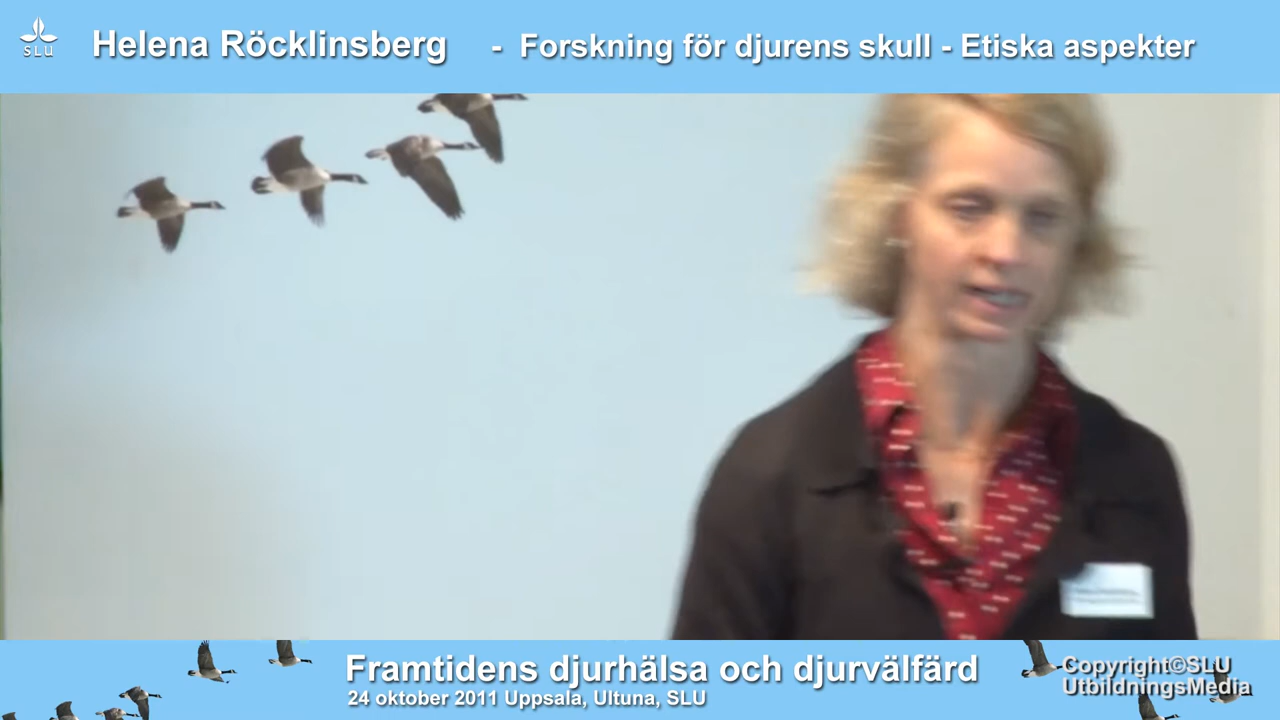 SLU
Helena Röcklinsberg - Forskning för djurens skull - Etiska aspekter
Framtidens djurhälsa och djurvälfärd
24 oktober 2011 Uppsala, Ultuna, SLU
Copyright©SLU
UtbildningsMedia